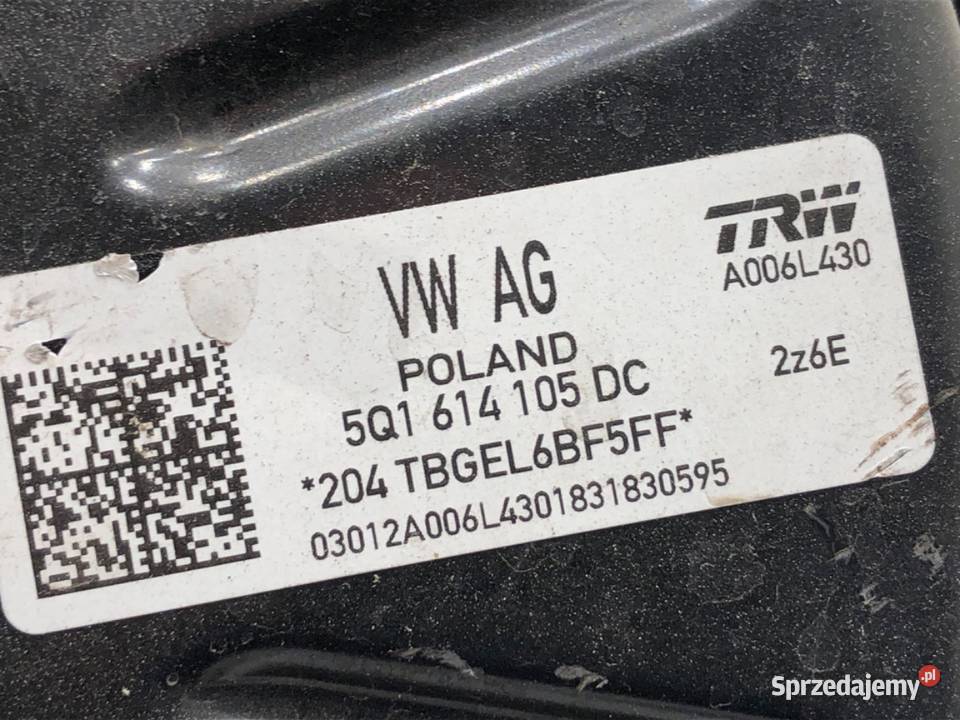 TRW
A006L430
VW AG
POLAND
2z6E
5Q1 614 105 DC
*204 TBGEL6BF5FF*
03012A006L4301831830595
Sprzedajemy.pl